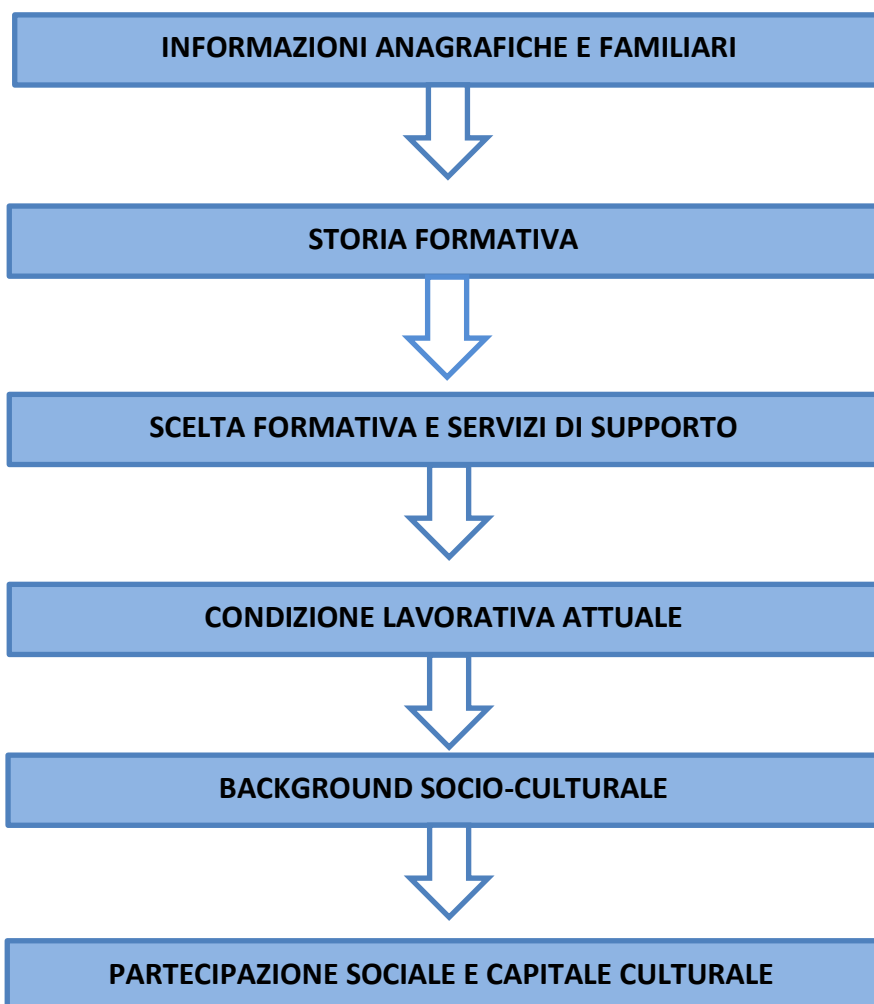 INFORMAZIONI ANAGRAFICHE E FAMILIARI
STORIA FORMATIVA
SCELTA FORMATIVA E SERVIZI DI SUPPORTO
CONDIZIONE LAVORATIVA ATTUALE
BACKGROUND SOCIO-CULTURALE
PARTECIPAZIONE SOCIALE E CAPITALE CULTURALE